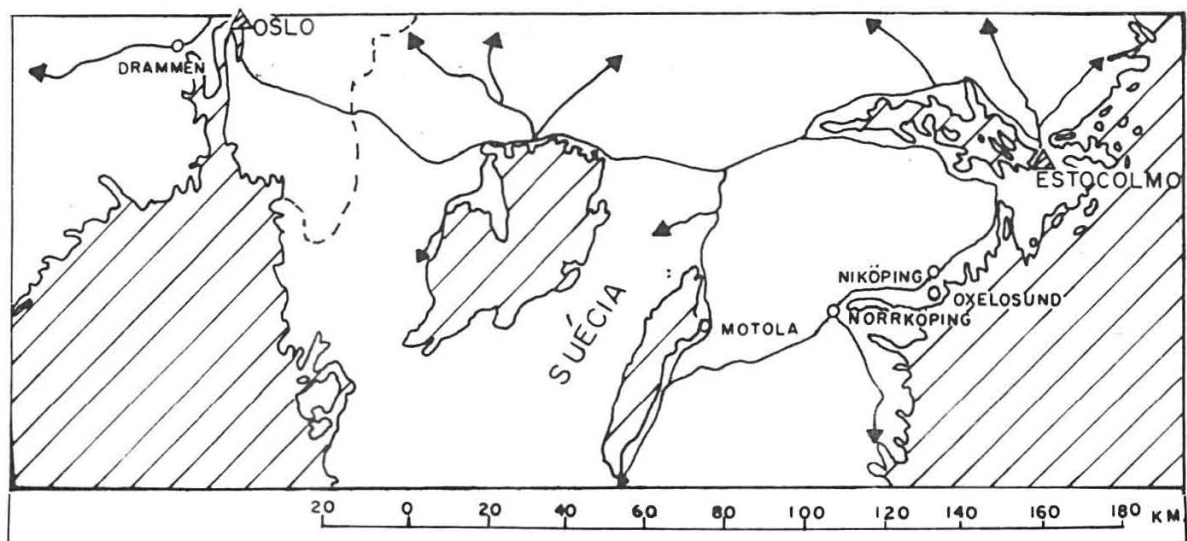 OSLO
DRAMMEN
ESTOCOLMO
NIKÖPING
OXELOSUND
NORRKÖPING
MOTOLA
SUÉCIA
20 0 20 40 60 80 100 120 140 160 180 KM.